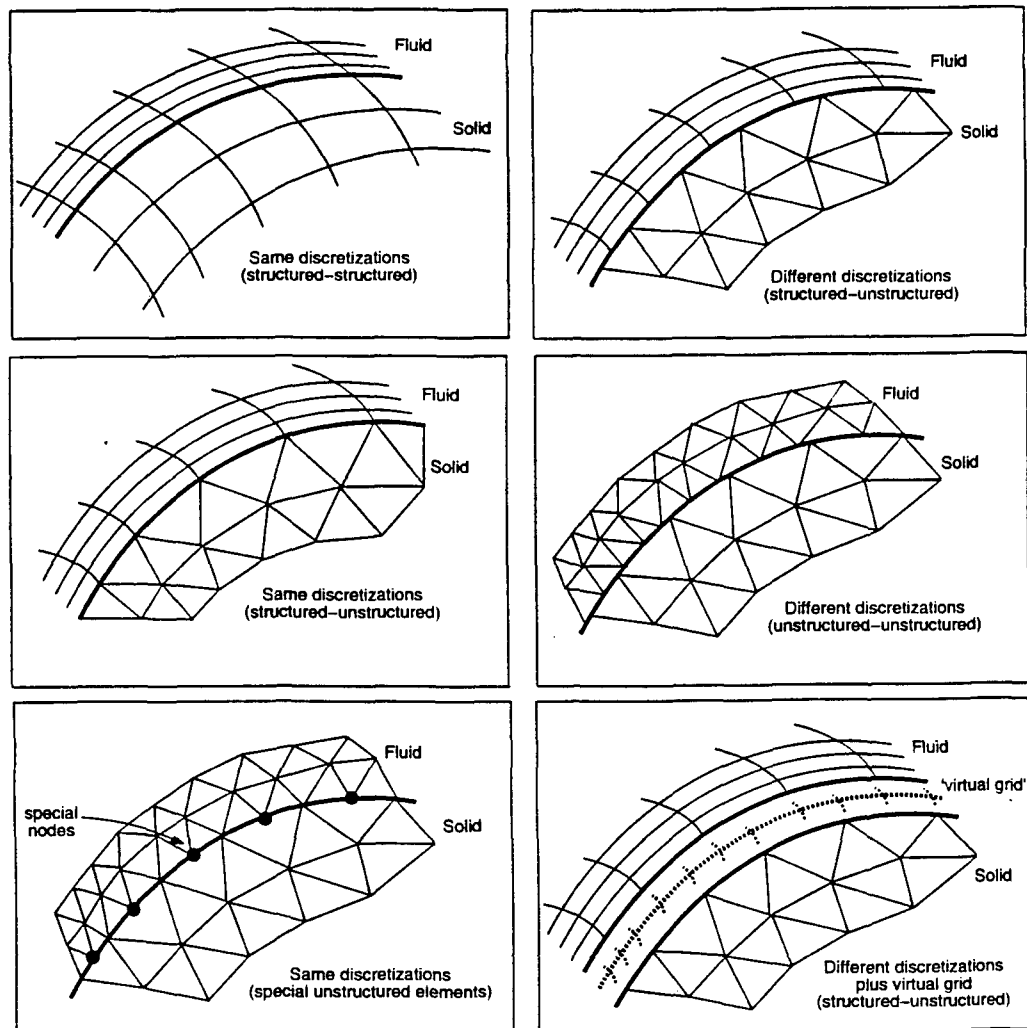 Fluid
Solid
Same discretizations
(structured–structured)
Fluid
Solid
Different discretizations
(structured–unstructured)
Fluid
Solid
Same discretizations
(structured–unstructured)
Fluid
Solid
Different discretizations
(unstructured–unstructured)
Fluid
special
nodes
Solid
Same discretizations
(special unstructured elements)
Fluid
'virtual grid'
Solid
Different discretizations
plus virtual grid
(structured–unstructured)